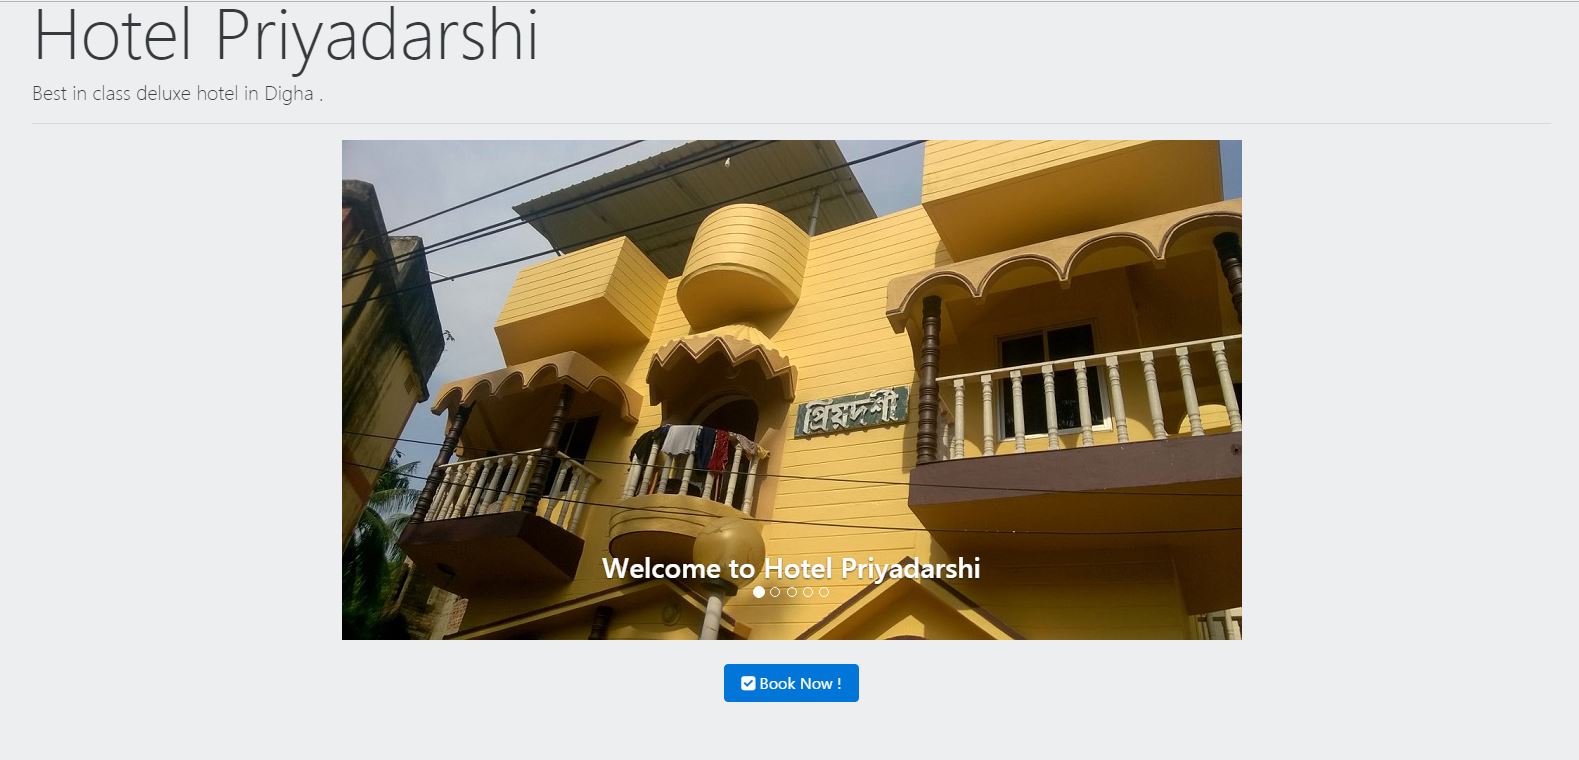 Hotel Priyadarshi
Best in class deluxe hotel in Digha .
প্রিয়দর্শী
Welcome to Hotel Priyadarshi
Book Now !